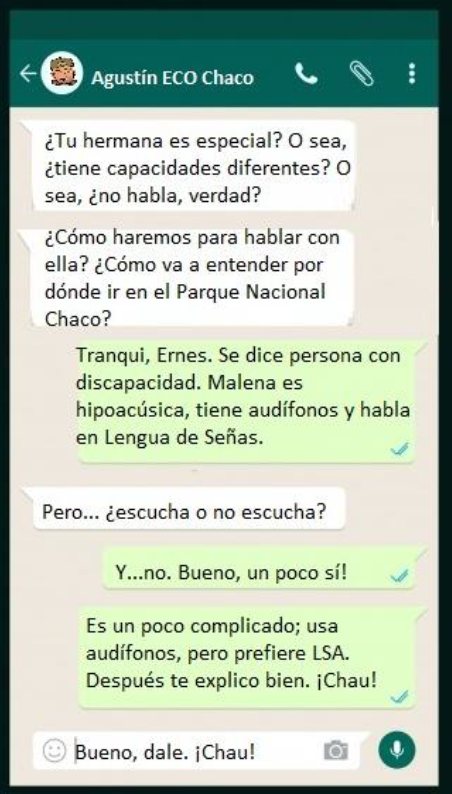 Agustín ECO Chaco
¿Tu hermana es especial? O sea,
¿tiene capacidades diferentes? O
sea, ¿no habla, verdad?
¿Cómo haremos para hablar con
ella? ¿Cómo va a entender por
dónde ir en el Parque Nacional
Chaco?
Tranqui, Ernes. Se dice persona con
discapacidad. Malena es
hipoacúsica, tiene audífonos y habla
en Lengua de Señas.
Pero... ¿escucha o no escucha?
Y...no. Bueno, un poco sí!
Es un poco complicado; usa
audífonos, pero prefiere LSA.
Después te explico bien. ¡Chau!
Bueno, dale. ¡Chau!